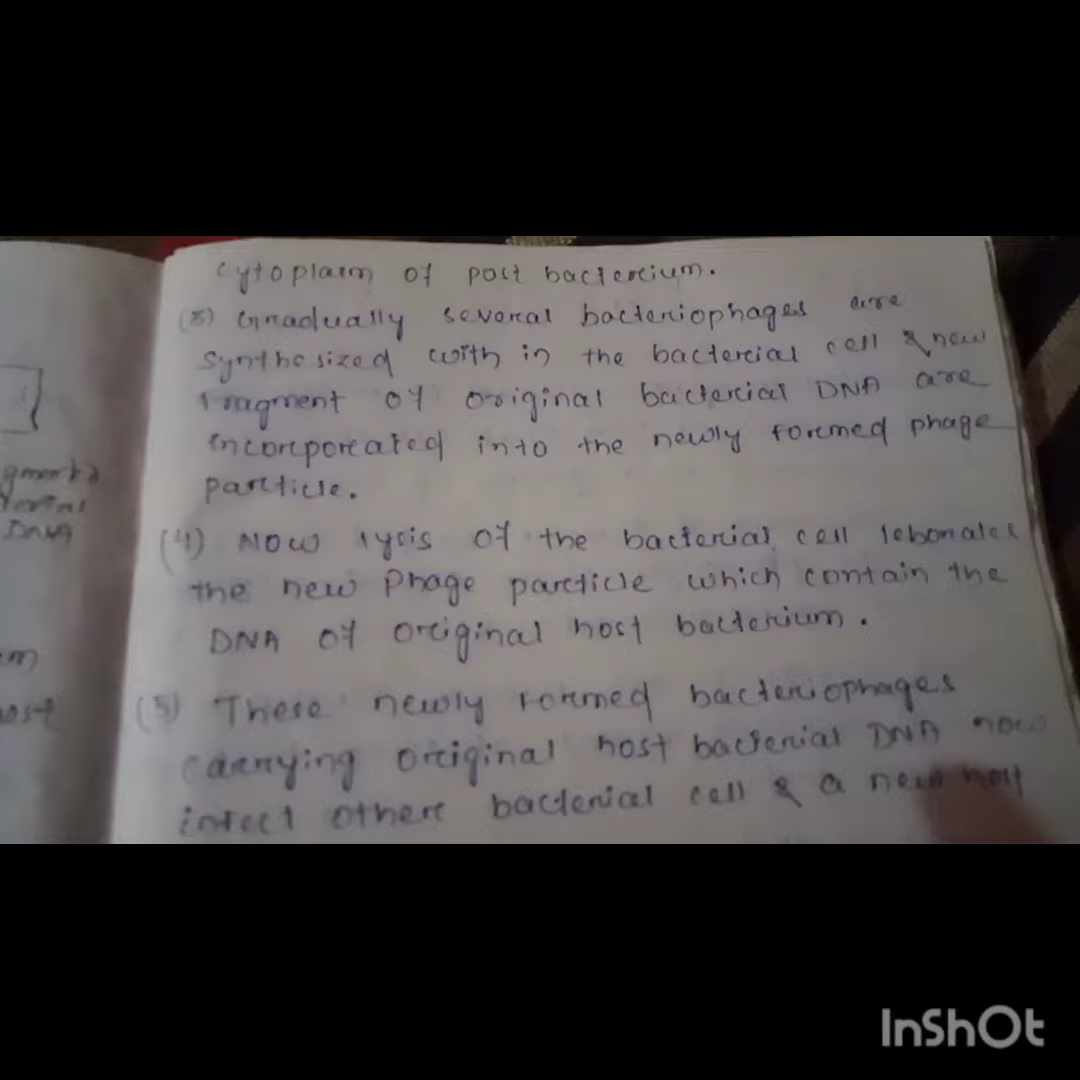 cytoplasm of post bacterium.
(3) Gradually several bacteriophages are
synthesized with in the bacterial cell & new
fragment of original bacterial DNA are
incorporated into the newly formed phage
particle.
(4) Now lysis of the bacterial cell
the new Phage particle which contain the
DNA of original host bacterium.
(5) These newly formed bacteriophages
carrying original host bacterial DNA now
infect other bacterial cell & a new host
DNA
InShOt